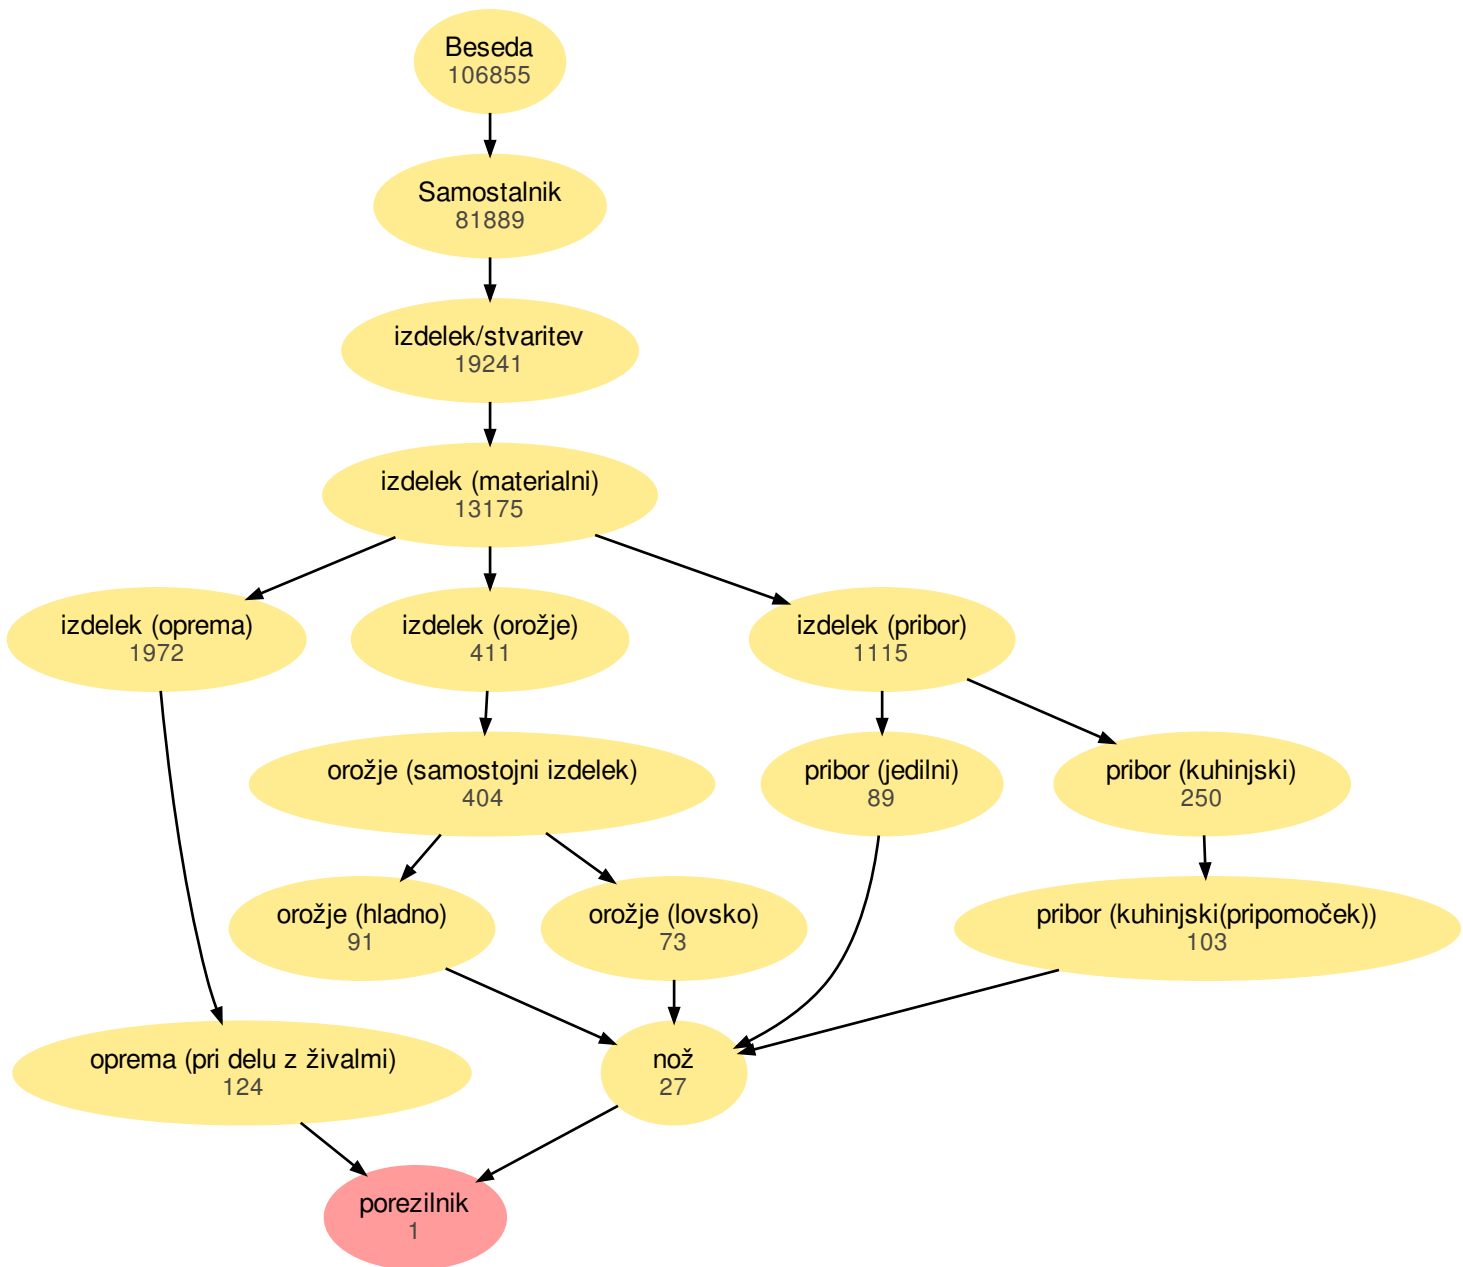 Beseda
106855
Samostalnik
81889
izdelek/stvaritev
19241
izdelek (materialni)
13175
izdelek (oprema)
1972
izdelek (orožje)
411
izdelek (pribor)
1115
orožje (samostojni izdelek)
404
pribor (jedilni)
89
pribor (kuhinjski)
250
orožje (hladno)
91
orožje (lovsko)
73
pribor (kuhinjski(pripomoček))
103
oprema (pri delu z živalmi)
124
nož
27
porezilnik
1